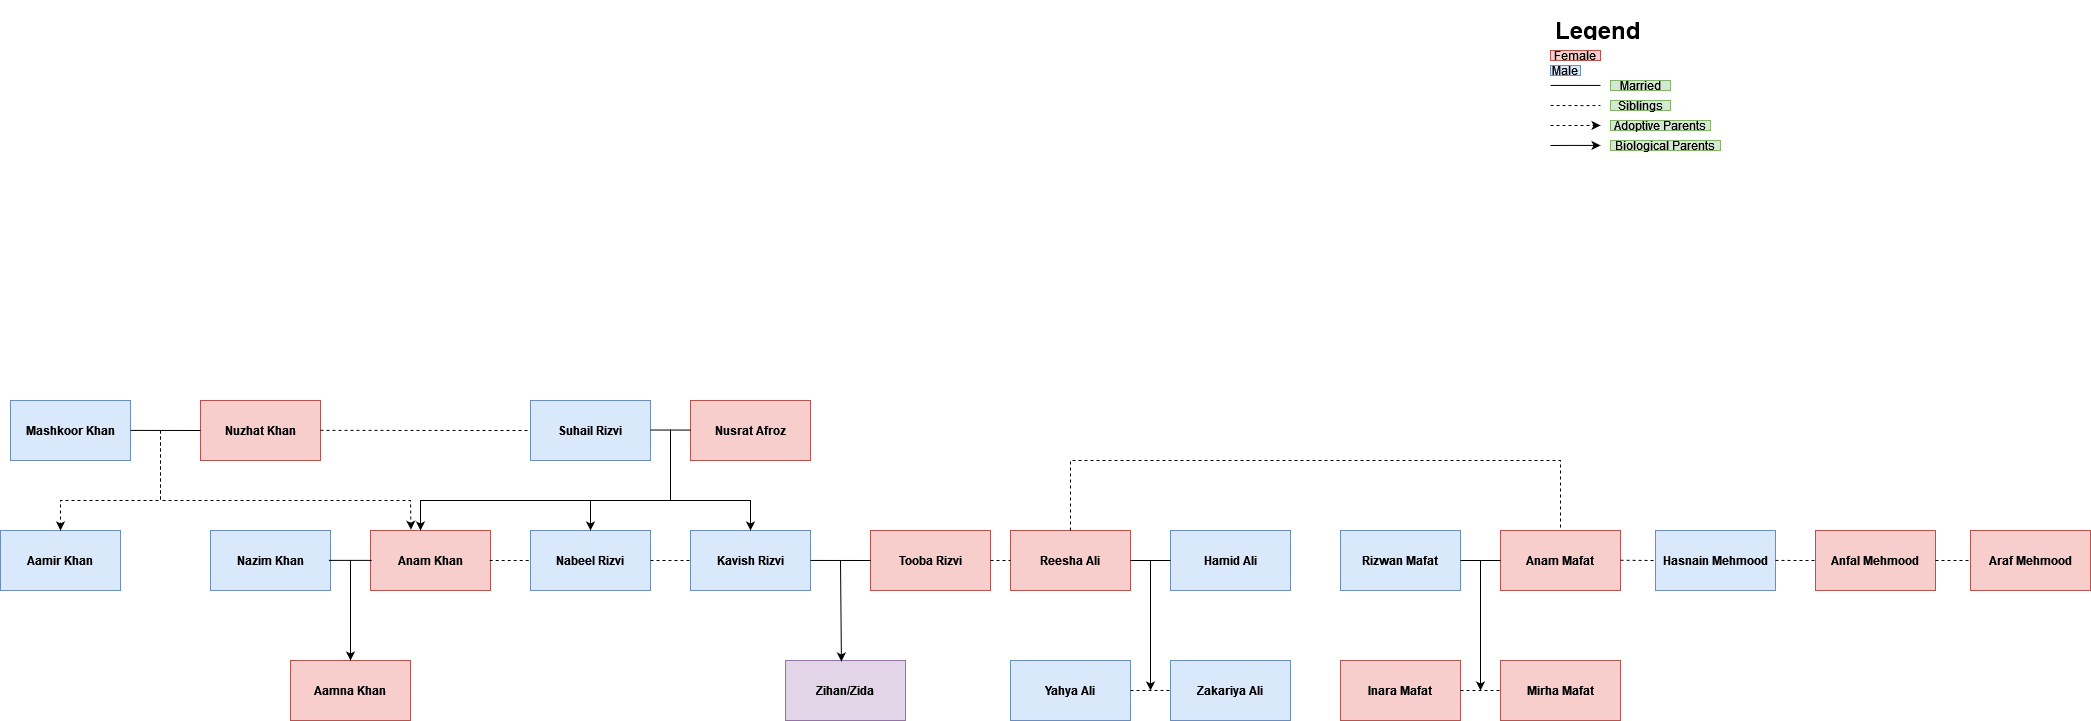 Legend
Female
Male
Married
Siblings
Adoptive Parents
Biological Parents
Mashkoor Khan
Nuzhat Khan
Suhail Rizvi
Nusrat Afroz
Aamir Khan
Nazim Khan
Anam Khan
Nabeel Rizvi
Kavish Rizvi
Tooba Rizvi
Reesha Ali
Hamid Ali
Rizwan Mafat
Anam Mafat
Hasnain Mehmood
Anfal Mehmood
Araf Mehmood
Aamna Khan
Zihan/Zida
Yahya Ali
Zakariya Ali
Inara Mafat
Mirha Mafat